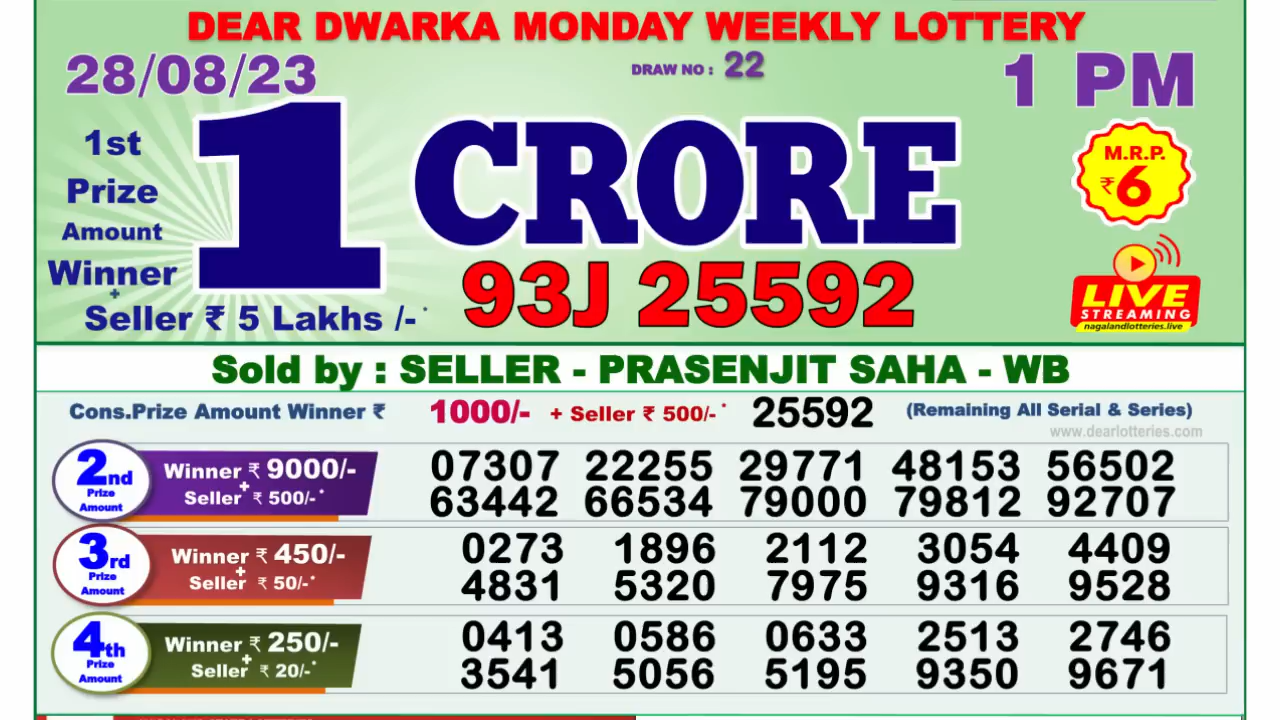 DEAR DWARKA MONDAY WEEKLY LOTTERY
28/08/23
DRAW NO : 22
1 PM
1st
Prize
Amount
Winner
+
Seller ₹ 5 Lakhs /-*
1 CRORE
93J 25592
M.R.P.
₹6
LIVE
STREAMING
nagalandlotteries.live
Sold by : SELLER - PRASENJIT SAHA - WB
Cons.Prize Amount Winner ₹ 1000/- + Seller ₹ 500/-* 25592 (Remaining All Serial & Series)
www.dearlotteries.com
2nd
Prize
Amount
Winner ₹ 9000/-
+
Seller ₹ 500/-*
07307 22255 29771 48153 56502
63442 66534 79000 79812 92707
3rd
Prize
Amount
Winner ₹ 450/-
+
Seller ₹ 50/-*
0273 1896 2112 3054 4409
4831 5320 7975 9316 9528
4th
Prize
Amount
Winner ₹ 250/-
+
Seller ₹ 20/-*
0413 0586 0633 2513 2746
3541 5056 5195 9350 9671